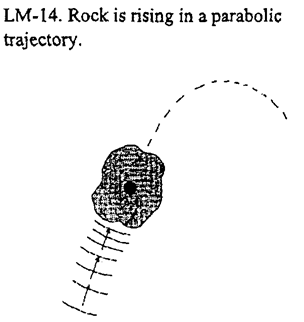 LM-14. Rock is rising in a parabolic
trajectory.